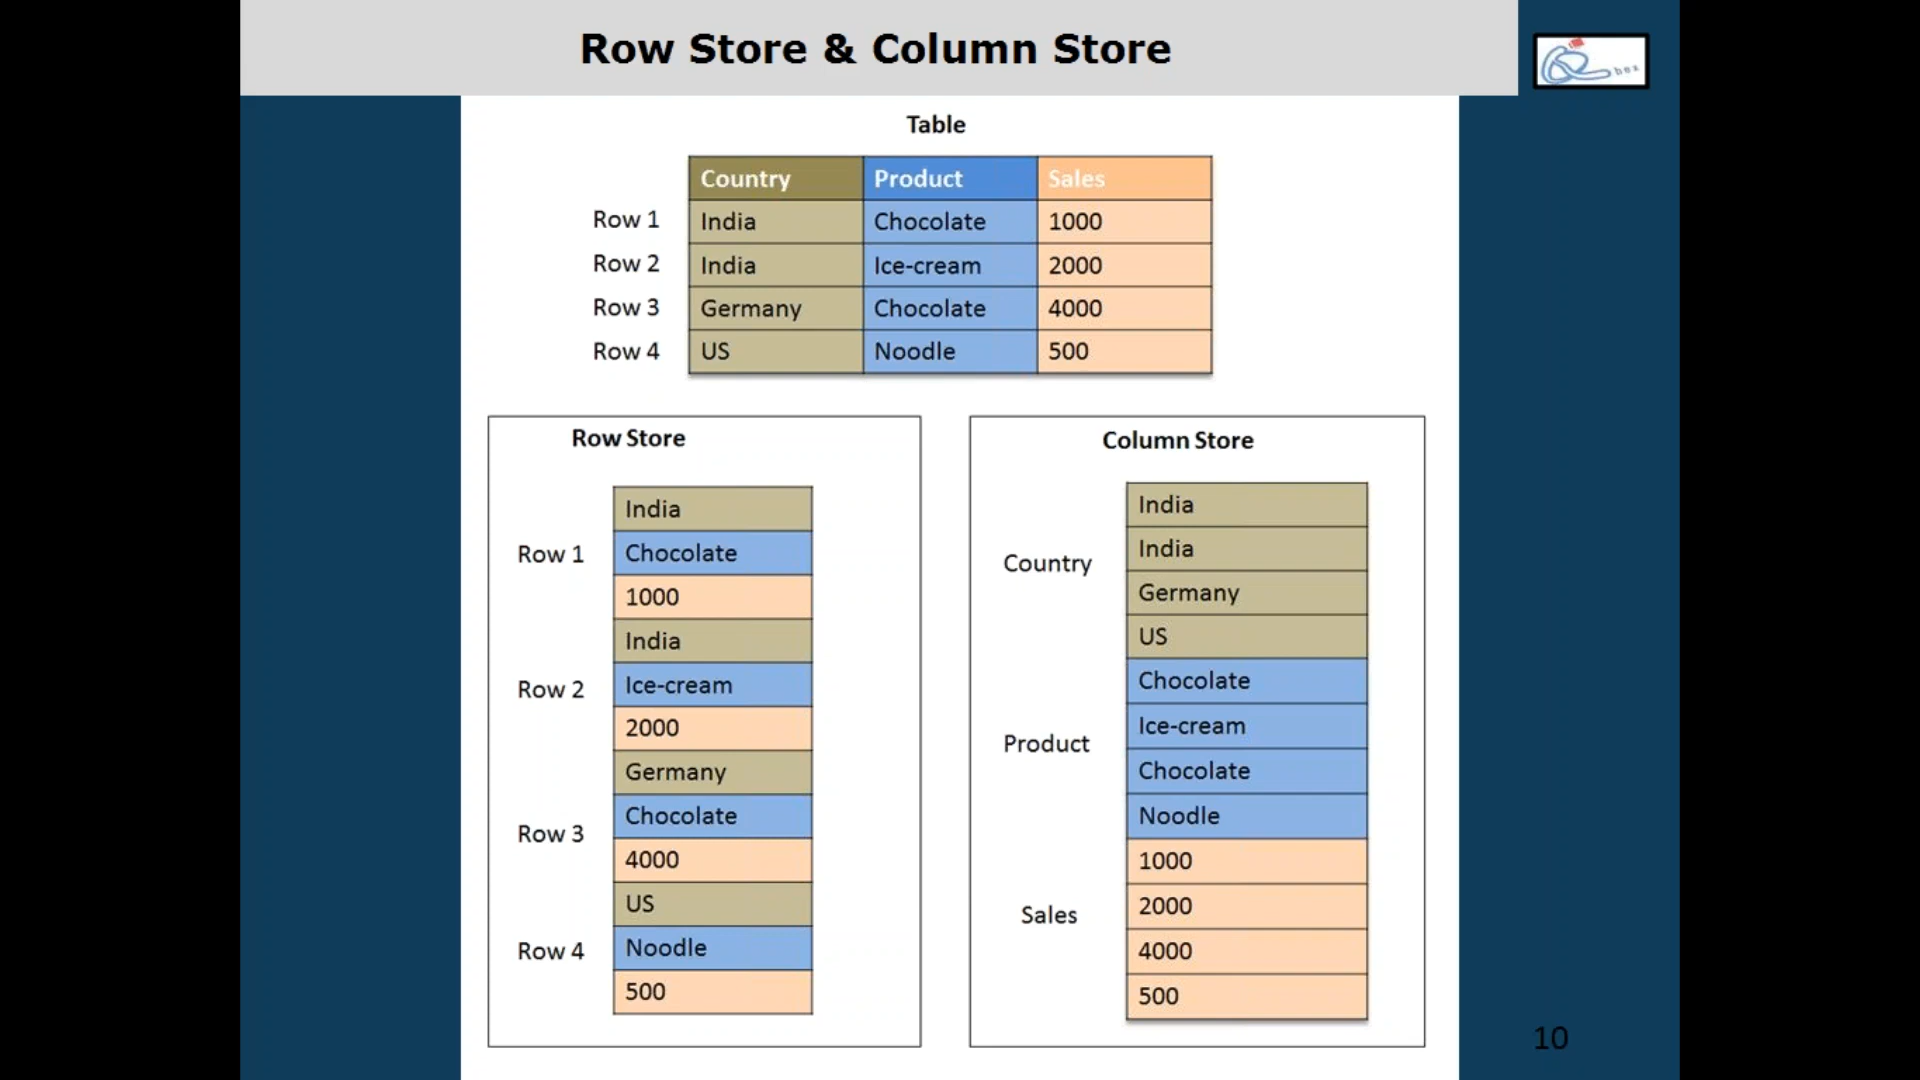 Row Store & Column Store
box
Table
Country Product Sales
Row 1 India Chocolate 1000
Row 2 India Ice-cream 2000
Row 3 Germany Chocolate 4000
Row 4 US Noodle 500
Row Store
India
Row 1 Chocolate
1000
India
Row 2 Ice-cream
2000
Germany
Row 3 Chocolate
4000
US
Row 4 Noodle
500
Column Store
India
Country India
Germany
US
Chocolate
Product Ice-cream
Chocolate
Noodle
1000
Sales 2000
4000
500
10